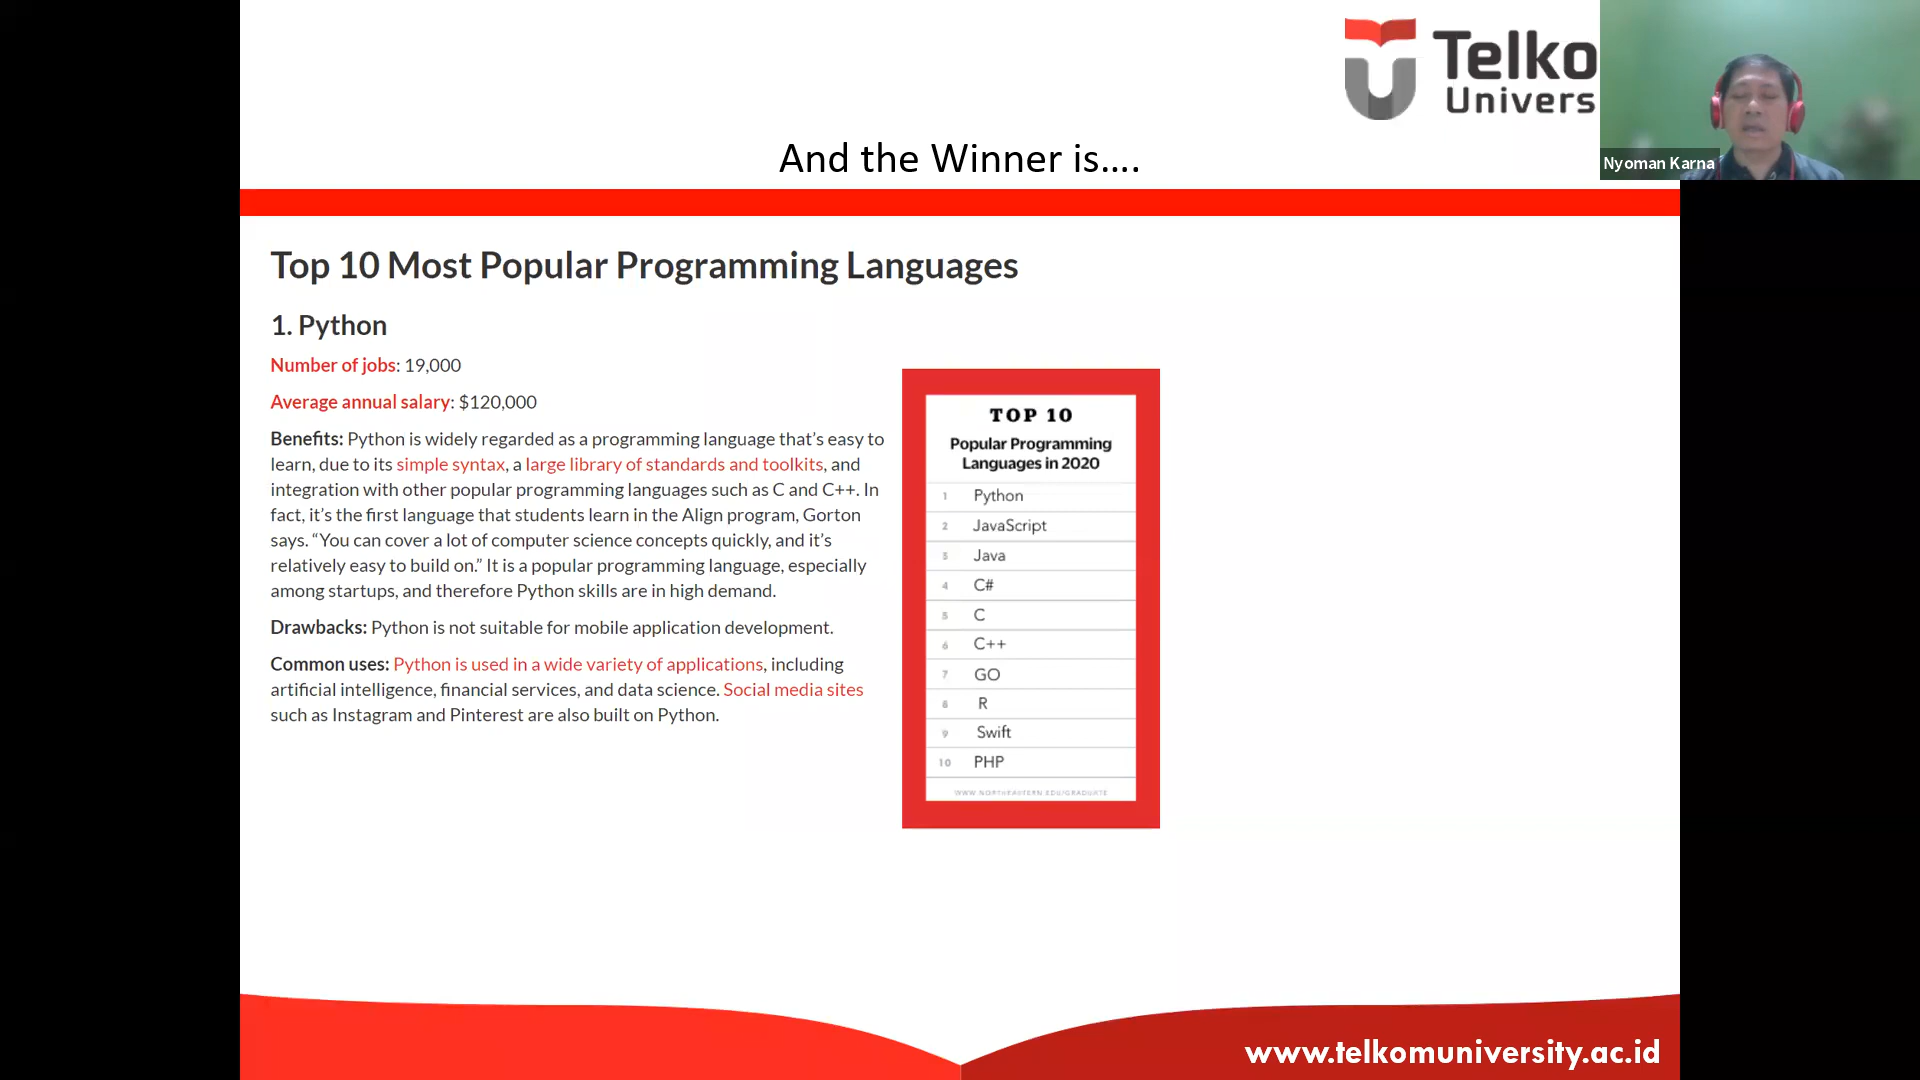 Telko
Univers
Nyoman Karna
And the Winner is....
Top 10 Most Popular Programming Languages
1. Python
Number of jobs: 19,000
Average annual salary: $120,000
Benefits: Python is widely regarded as a programming language that’s easy to
learn, due to its simple syntax, a large library of standards and toolkits, and
integration with other popular programming languages such as C and C++. In
fact, it’s the first language that students learn in the Align program, Gorton
says. “You can cover a lot of computer science concepts quickly, and it’s
relatively easy to build on.” It is a popular programming language, especially
among startups, and therefore Python skills are in high demand.
Drawbacks: Python is not suitable for mobile application development.
Common uses: Python is used in a wide variety of applications, including
artificial intelligence, financial services, and data science. Social media sites
such as Instagram and Pinterest are also built on Python.
TOP 10
Popular Programming
Languages in 2020
1 Python
2 JavaScript
3 Java
4 C#
5 C
6 C++
7 GO
8 R
9 Swift
10 PHP
WWW.NORTHEASTERN.EDU/GRADUATE
www.telkomuniversity.ac.id